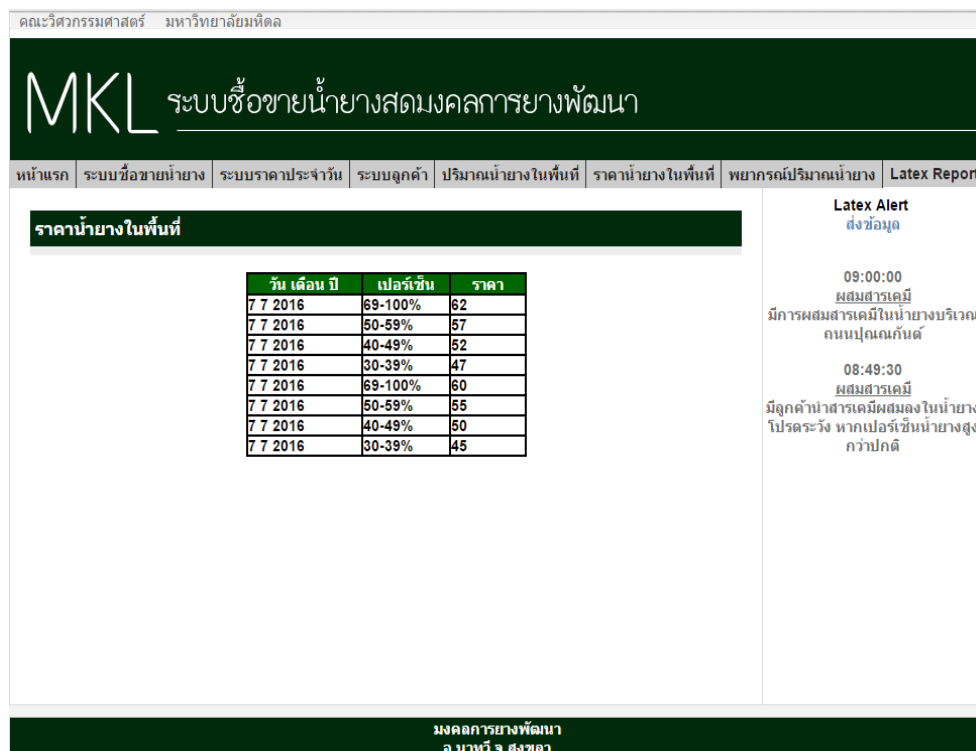 คณะวิศวกรรมศาสตร์ มหาวิทยาลัยมหิดล
MKL ระบบซื้อขายน้ำยางสดมงคลการยางพัฒนา
หน้าแรก ระบบซื้อขายน้ำยาง ระบบราคาประจำวัน ระบบลูกค้า ปริมาณน้ำยางในพื้นที่ ราคาน้ำยางในพื้นที่ พยากรณ์ปริมาณน้ำยาง Latex Report
ราคาน้ำยางในพื้นที่
วัน เดือน ปี เปอร์เซ็น ราคา
7 7 2016 69-100% 62
7 7 2016 50-59% 57
7 7 2016 40-49% 52
7 7 2016 30-39% 47
7 7 2016 69-100% 60
7 7 2016 50-59% 55
7 7 2016 40-49% 50
7 7 2016 30-39% 45
Latex Alert
ส่งข้อมูล
09:00:00
ผสมสารเคมี
มีการผสมสารเคมีในน้ำยางบริเวณ
ถนนปุณณกันต์
08:49:30
ผสมสารเคมี
มีลูกค้านำสารเคมีผสมลงในน้ำยาง
โปรดระวัง หากเปอร์เซ็นน้ำยางสูง
กว่าปกติ
มงคลการยางพัฒนา
อ.นาทวี จ.สงขลา